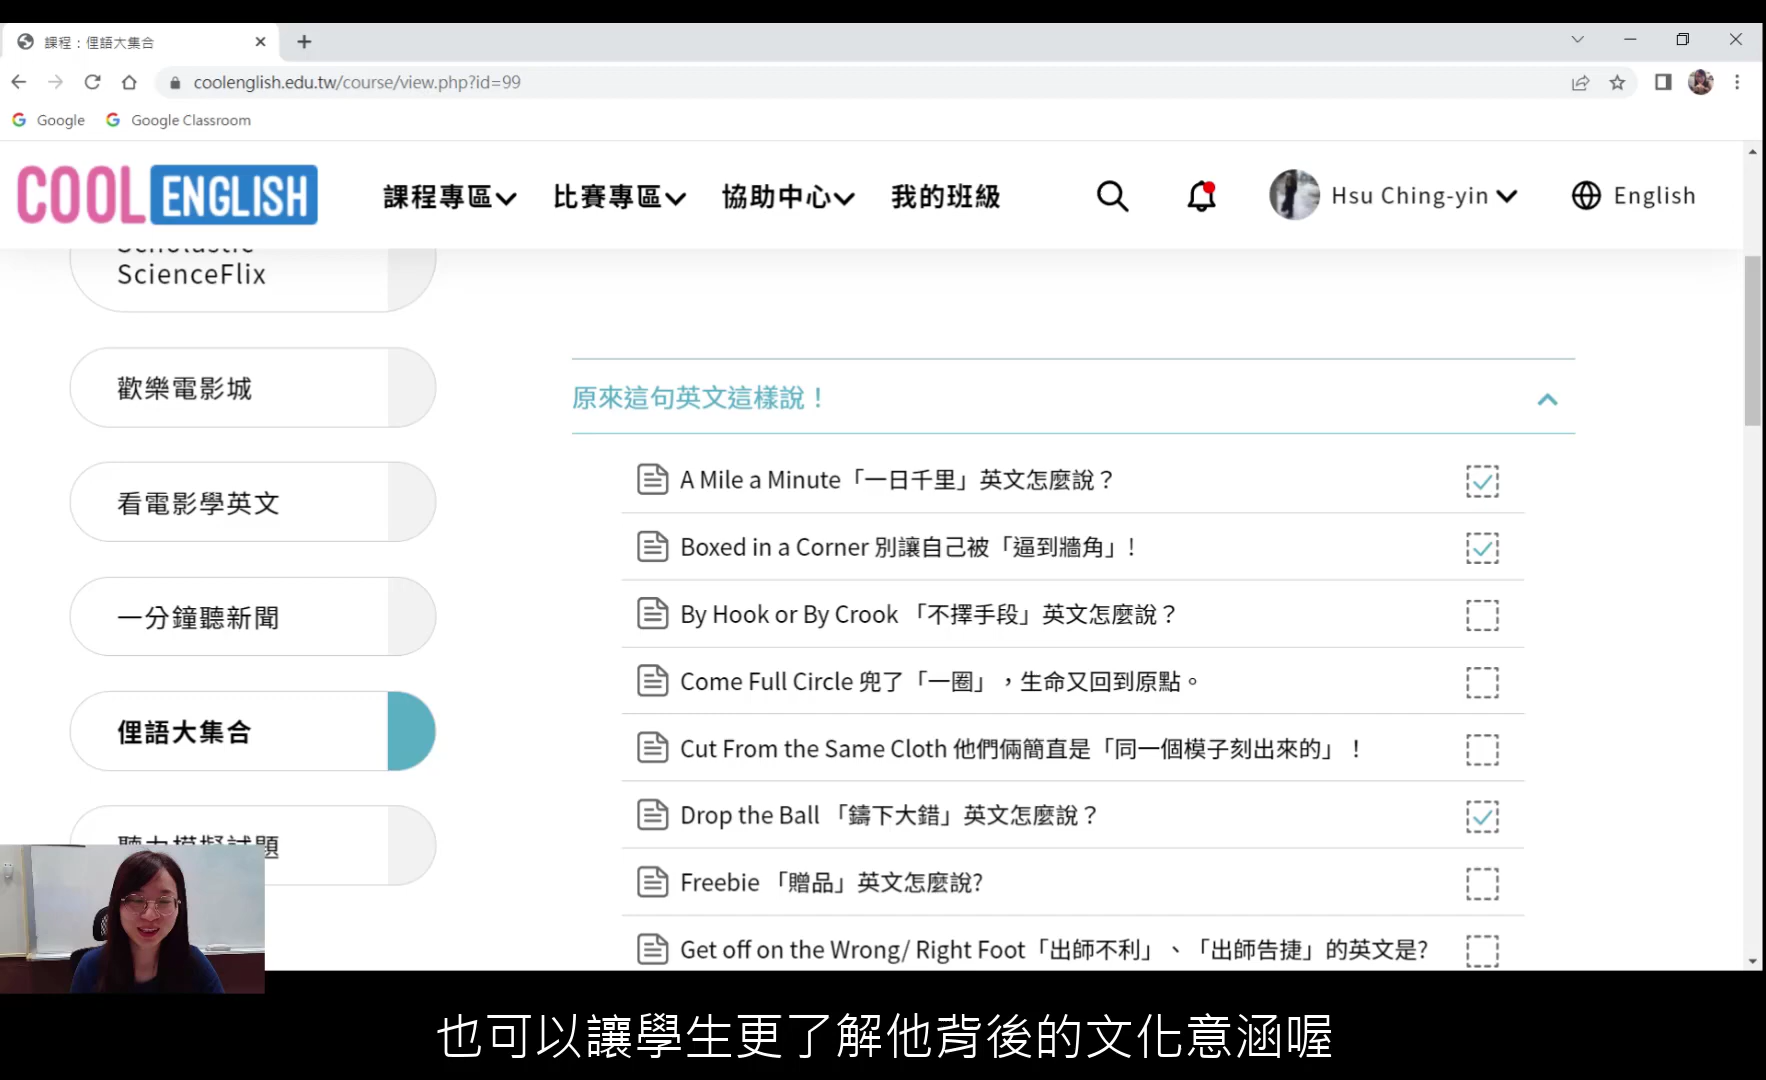 課程：俚語大集合
coolenglish.edu.tw/course/view.php?id=99
Google
Google Classroom
COOL ENGLISH
課程專區
比賽專區
協助中心
我的班級
Hsu Ching-yin
English
Scholastic
ScienceFlix
歡樂電影城
看電影學英文
一分鐘聽新聞
俚語大集合
聽力模擬試題
原來這句英文這樣說！
A Mile a Minute「一日千里」英文怎麼說？
Boxed in a Corner 別讓自己被「逼到牆角」!
By Hook or By Crook 「不擇手段」英文怎麼說？
Come Full Circle 兜了「一圈」，生命又回到原點。
Cut From the Same Cloth 他們倆簡直是「同一個模子刻出來的」！
Drop the Ball 「鑄下大錯」英文怎麼說？
Freebie 「贈品」英文怎麼說?
Get off on the Wrong/ Right Foot「出師不利」、「出師告捷」的英文是?
也可以讓學生更了解他背後的文化意涵喔